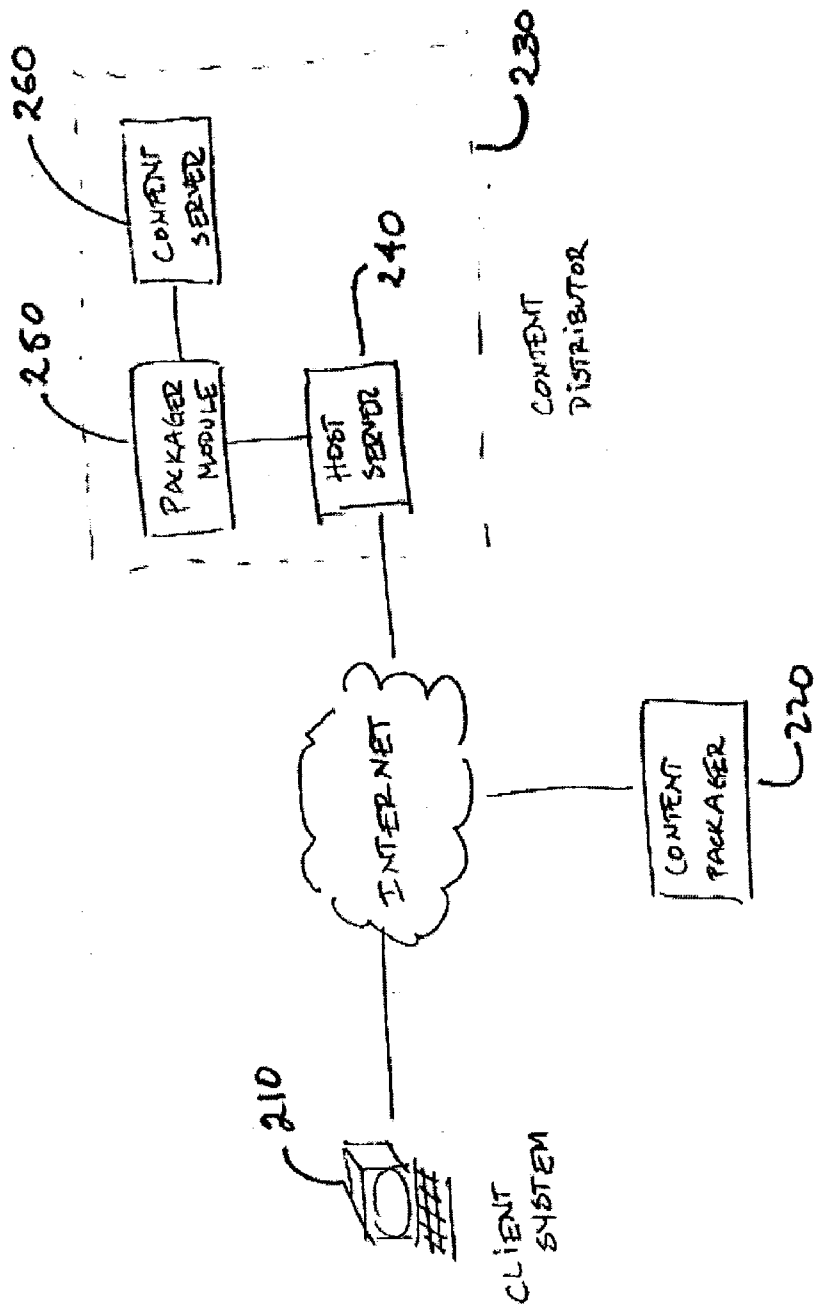 250
260
PACKAGER
MODULE
CONTENT
SERVER
210
HOST
SERVER
240
INTERNET
230
CLIENT
SYSTEM
CONTENT
DISTRIBUTOR
CONTENT
PACKAGER
220